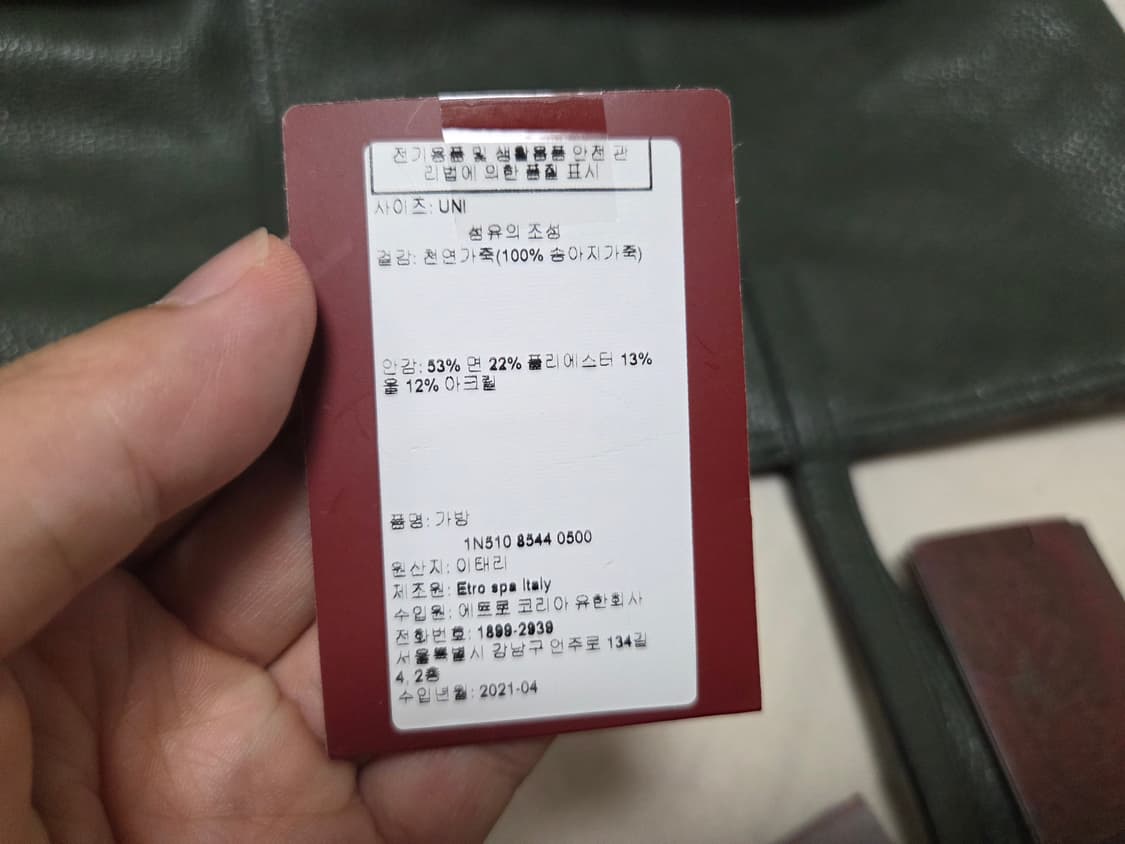 전기용품 및 생활용품 안전 관
리법에 의한 품질 표시
사이즈: UNI
섬유의 조성
겉감: 천연가죽(100% 송아지가죽)
안감: 53% 면 22% 폴리에스터 13%
울 12% 아크릴
품명: 가방
1N510 8544 0500
원산지: 이태리
제조원: Etro spa Italy
수입원: 에트로 코리아 유한회사
전화번호: 1899-2939
서울특별시 강남구 언주로 134길
4, 2층
수입년월: 2021-04